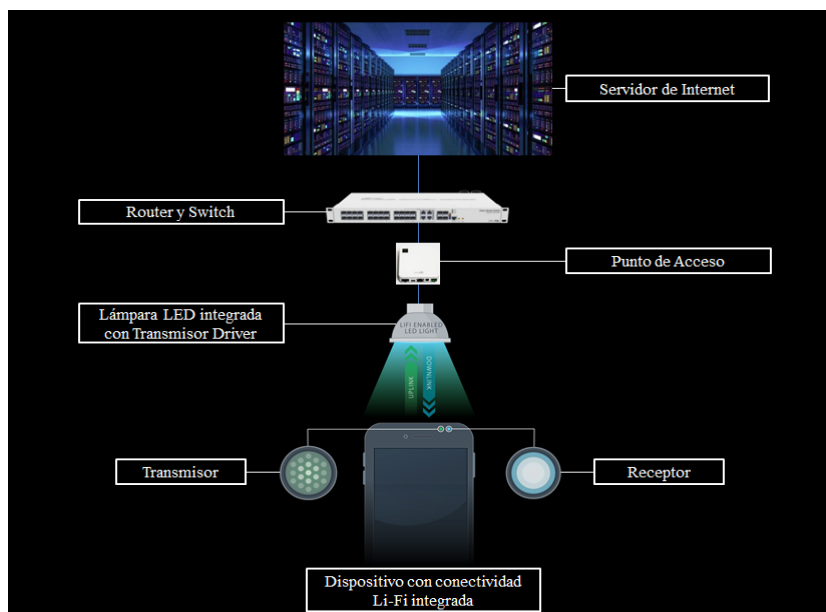 Servidor de Internet
Router y Switch
Punto de Acceso
Lámpara LED integrada
con Transmisor Driver
LIFI ENABLED
LED LIGHT
UPLINK
DOWNLINK
Transmisor
Receptor
Dispositivo con conectividad
Li-Fi integrada